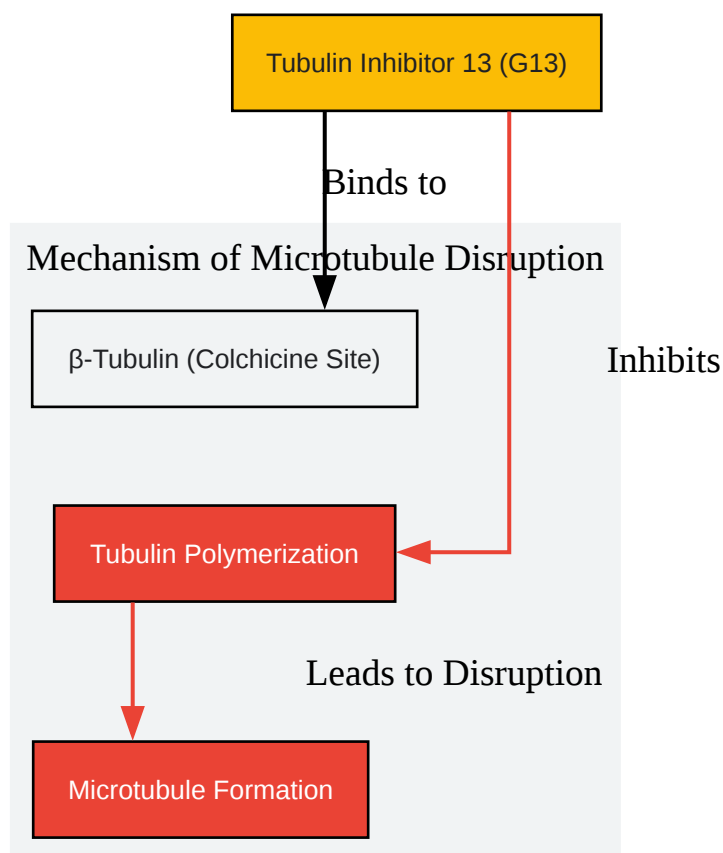 Tubulin Inhibitor 13 (G13)
Binds to
Mechanism of Microtubule Disruption
β-Tubulin (Colchicine Site)
Inhibits
Tubulin Polymerization
Leads to Disruption
Microtubule Formation